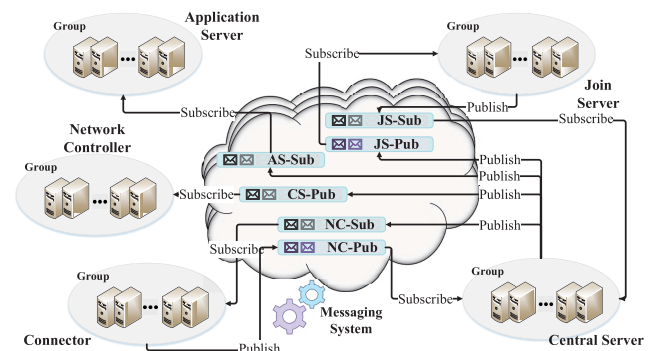 Application
Server
Group
Group
Subscribe
Join
Server
Publish
Subscribe
JS-Sub
Subscribe
JS-Pub
Network
Controller
Group
AS-Sub
Publish
Publish
Subscribe
CS-Pub
Publish
NC-Sub
Publish
Subscribe
NC-Pub
Group
Group
Subscribe
Messaging
System
Connector
Publish
Central Server